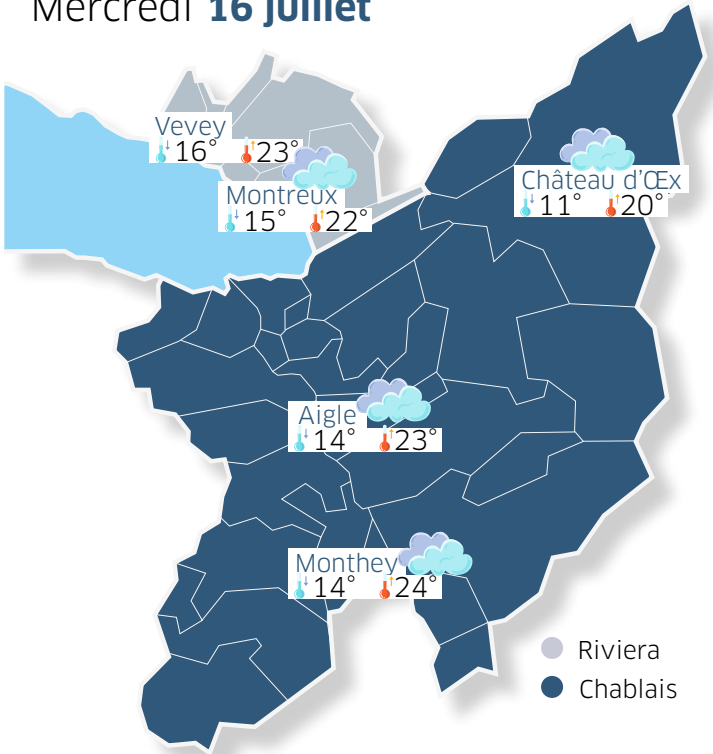 Mercredi 16 juillet
Vevey
16° 23°
Montreux
15° 22°
Château d'Œx
11° 20°
Aigle
14° 23°
Monthey
14° 24°
Riviera
Chablais